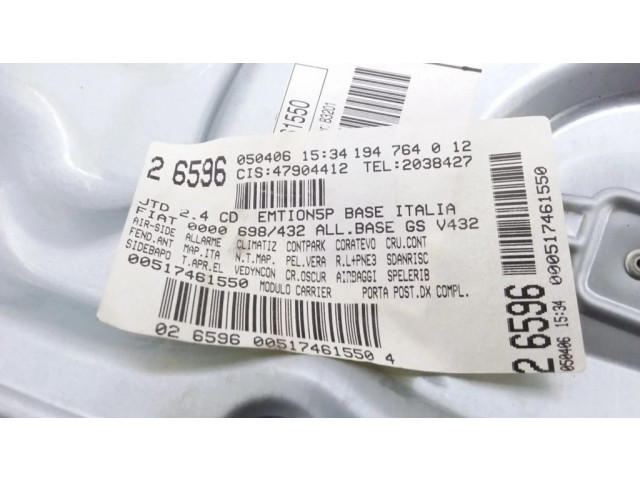 61550
r: 83201
2 6596
050406 15:34 194 764 0 12
CIS:47904412 TEL:2038427
JTD 2.4 CD EMTION5P BASE ITALIA
FIAT 0000 698/432 ALL.BASE GS V432
AIR-SIDE ALLARME CLIMATIZ CONTPARK CORATEVO CRU.CONT
FEND.ANT MAP.ITA N.T.MAP. PEL.VERA R.L+PNE3 SDANRISC
SIDEBAPO T.APR.EL VEDYNCON CR.OSCUR AIMBAGGI SPELERIB
00517461550 MODULO CARRIER PORTA POST.DX COMPL.
02 6596 00517461550 4
2 6596 000517461550
050406 15:34